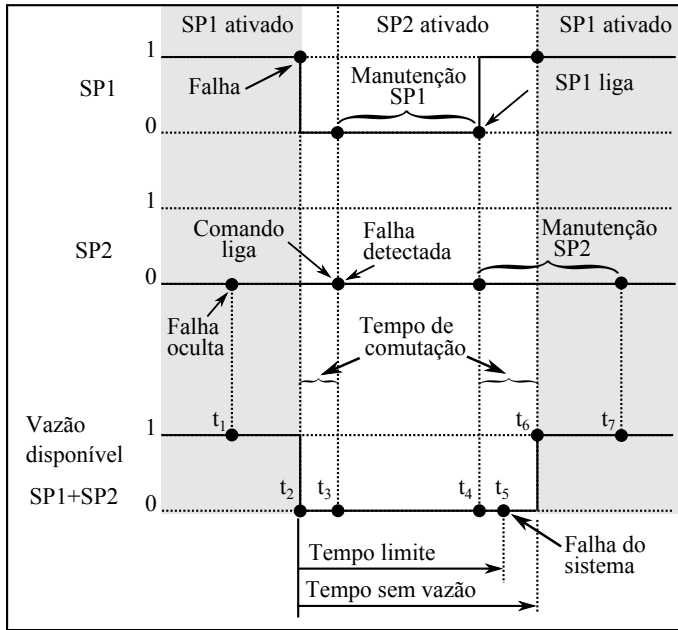 SP1 ativado
SP2 ativado
SP1 ativado
1
SP1
0
Falha
Manutenção
SP1
SP1 liga
1
SP2
0
Comando
liga
Falha
detectada
Manutenção
SP2
Falha
oculta
Tempo de
comutação
Vazão
disponível
SP1+SP2
1
0
t1
t2
t3
t4
t5
t6
t7
Tempo limite
Tempo sem vazão
Falha do
sistema